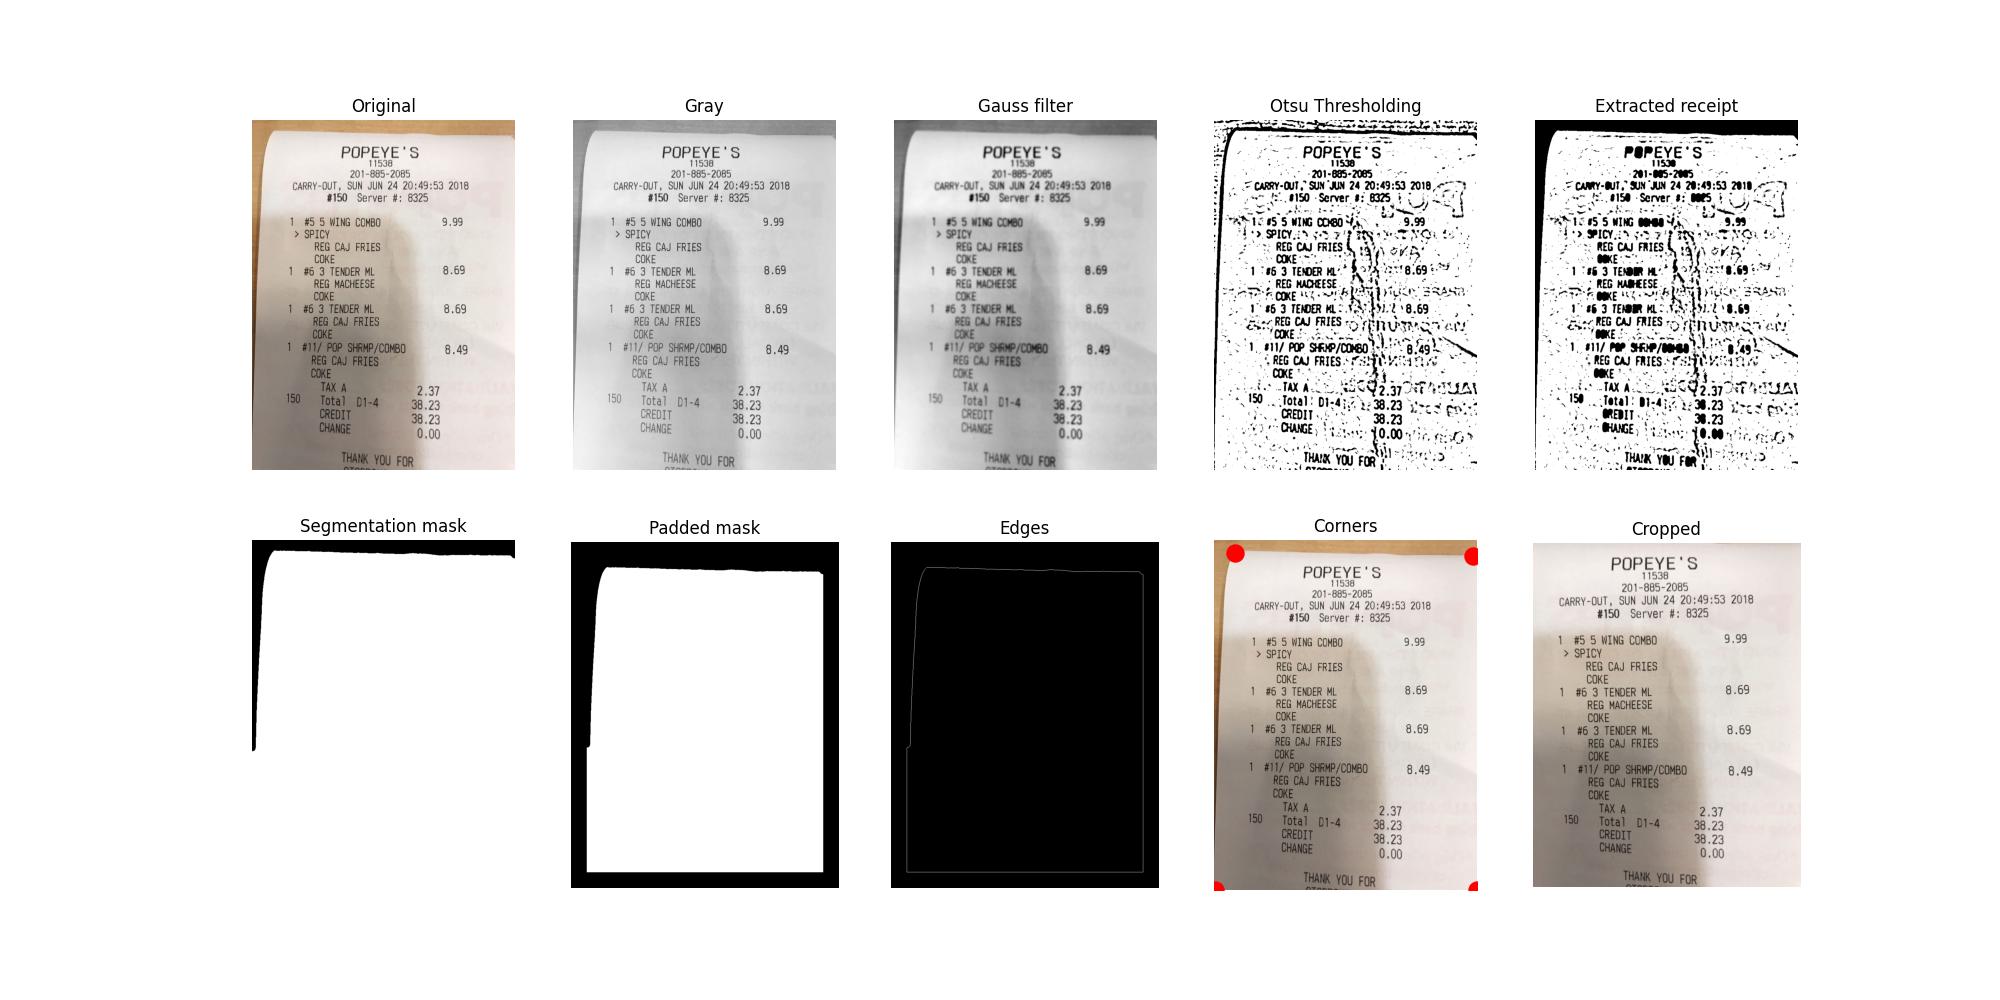 Original
POPEYE'S
11538
201-885-2085
CARRY-OUT, SUN JUN 24 20:49:53 2018
#150 Server #: 8325
1 #5 5 WING COMBO 9.99
> SPICY
REG CAJ FRIES
COKE
1 #6 3 TENDER ML 8.69
REG MACHEESE
COKE
1 #6 3 TENDER ML 8.69
REG CAJ FRIES
COKE
1 #11/ POP SHRMP/COMBO 8.49
REG CAJ FRIES
COKE
TAX A 2.37
150 Total D1-4 38.23
CREDIT 38.23
CHANGE 0.00
THANK YOU FOR
Gray
POPEYE'S
11538
201-885-2085
CARRY-OUT, SUN JUN 24 20:49:53 2018
#150 Server #: 8325
1 #5 5 WING COMBO 9.99
> SPICY
REG CAJ FRIES
COKE
1 #6 3 TENDER ML 8.69
REG MACHEESE
COKE
1 #6 3 TENDER ML 8.69
REG CAJ FRIES
COKE
1 #11/ POP SHRMP/COMBO 8.49
REG CAJ FRIES
COKE
TAX A 2.37
150 Total D1-4 38.23
CREDIT 38.23
CHANGE 0.00
THANK YOU FOR
Gauss filter
POPEYE'S
11538
201-885-2085
CARRY-OUT, SUN JUN 24 20:49:53 2018
#150 Server #: 8325
1 #5 5 WING COMBO 9.99
> SPICY
REG CAJ FRIES
COKE
1 #6 3 TENDER ML 8.69
REG MACHEESE
COKE
1 #6 3 TENDER ML 8.69
REG CAJ FRIES
COKE
1 #11/ POP SHRMP/COMBO 8.49
REG CAJ FRIES
COKE
TAX A 2.37
150 Total D1-4 38.23
CREDIT 38.23
CHANGE 0.00
THANK YOU FOR
Otsu Thresholding
POPEYE'S
11538
201-885-2085
CARRY-OUT, SUN JUN 24 20:49:53 2018
#150 Server #: 8325
1 #5 5 WING COMBO 9.99
> SPICY
REG CAJ FRIES
COKE
1 #6 3 TENDER ML 8.69
REG MACHEESE
COKE
1 #6 3 TENDER ML 8.69
REG CAJ FRIES
COKE
1 #11/ POP SHRMP/COMBO 8.49
REG CAJ FRIES
COKE
TAX A 2.37
150 Total D1-4 38.23
CREDIT 38.23
CHANGE 0.00
THANK YOU FOR
Extracted receipt
POPEYE'S
11538
201-885-2085
CARRY-OUT, SUN JUN 24 20:49:53 2018
#150 Server #: 8325
1 #5 5 WING COMBO 9.99
> SPICY
REG CAJ FRIES
COKE
1 #6 3 TENDER ML 8.69
REG MACHEESE
COKE
1 #6 3 TENDER ML 8.69
REG CAJ FRIES
COKE
1 #11/ POP SHRMP/COMBO 8.49
REG CAJ FRIES
COKE
TAX A 2.37
150 Total D1-4 38.23
CREDIT 38.23
CHANGE 0.00
THANK YOU FOR
Segmentation mask
Padded mask
Edges
Corners
POPEYE'S
11538
201-885-2085
CARRY-OUT, SUN JUN 24 20:49:53 2018
#150 Server #: 8325
1 #5 5 WING COMBO 9.99
> SPICY
REG CAJ FRIES
COKE
1 #6 3 TENDER ML 8.69
REG MACHEESE
COKE
1 #6 3 TENDER ML 8.69
REG CAJ FRIES
COKE
1 #11/ POP SHRMP/COMBO 8.49
REG CAJ FRIES
COKE
TAX A 2.37
150 Total D1-4 38.23
CREDIT 38.23
CHANGE 0.00
THANK YOU FOR
Cropped
POPEYE'S
11538
201-885-2085
CARRY-OUT, SUN JUN 24 20:49:53 2018
#150 Server #: 8325
1 #5 5 WING COMBO 9.99
> SPICY
REG CAJ FRIES
COKE
1 #6 3 TENDER ML 8.69
REG MACHEESE
COKE
1 #6 3 TENDER ML 8.69
REG CAJ FRIES
COKE
1 #11/ POP SHRMP/COMBO 8.49
REG CAJ FRIES
COKE
TAX A 2.37
150 Total D1-4 38.23
CREDIT 38.23
CHANGE 0.00
THANK YOU FOR